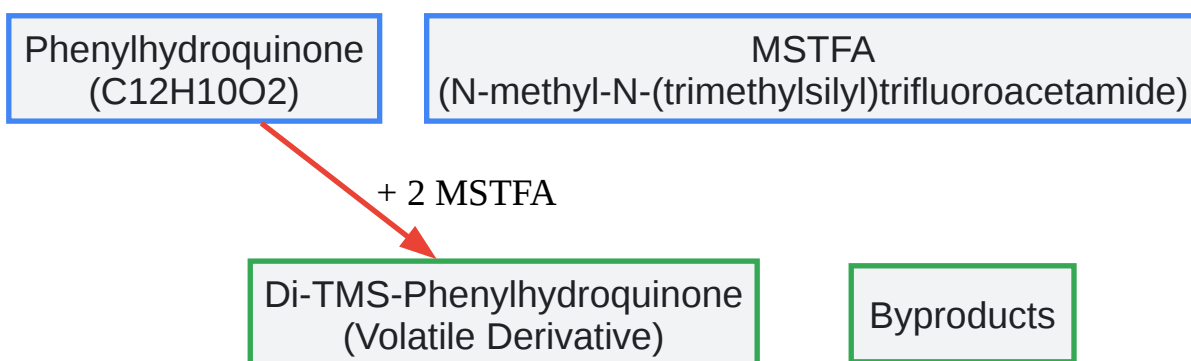 Phenylhydroquinone
(C12H10O2)
MSTFA
(N-methyl-N-(trimethylsilyl)trifluoroacetamide)
+ 2 MSTFA
Di-TMS-Phenylhydroquinone
(Volatile Derivative)
Byproducts